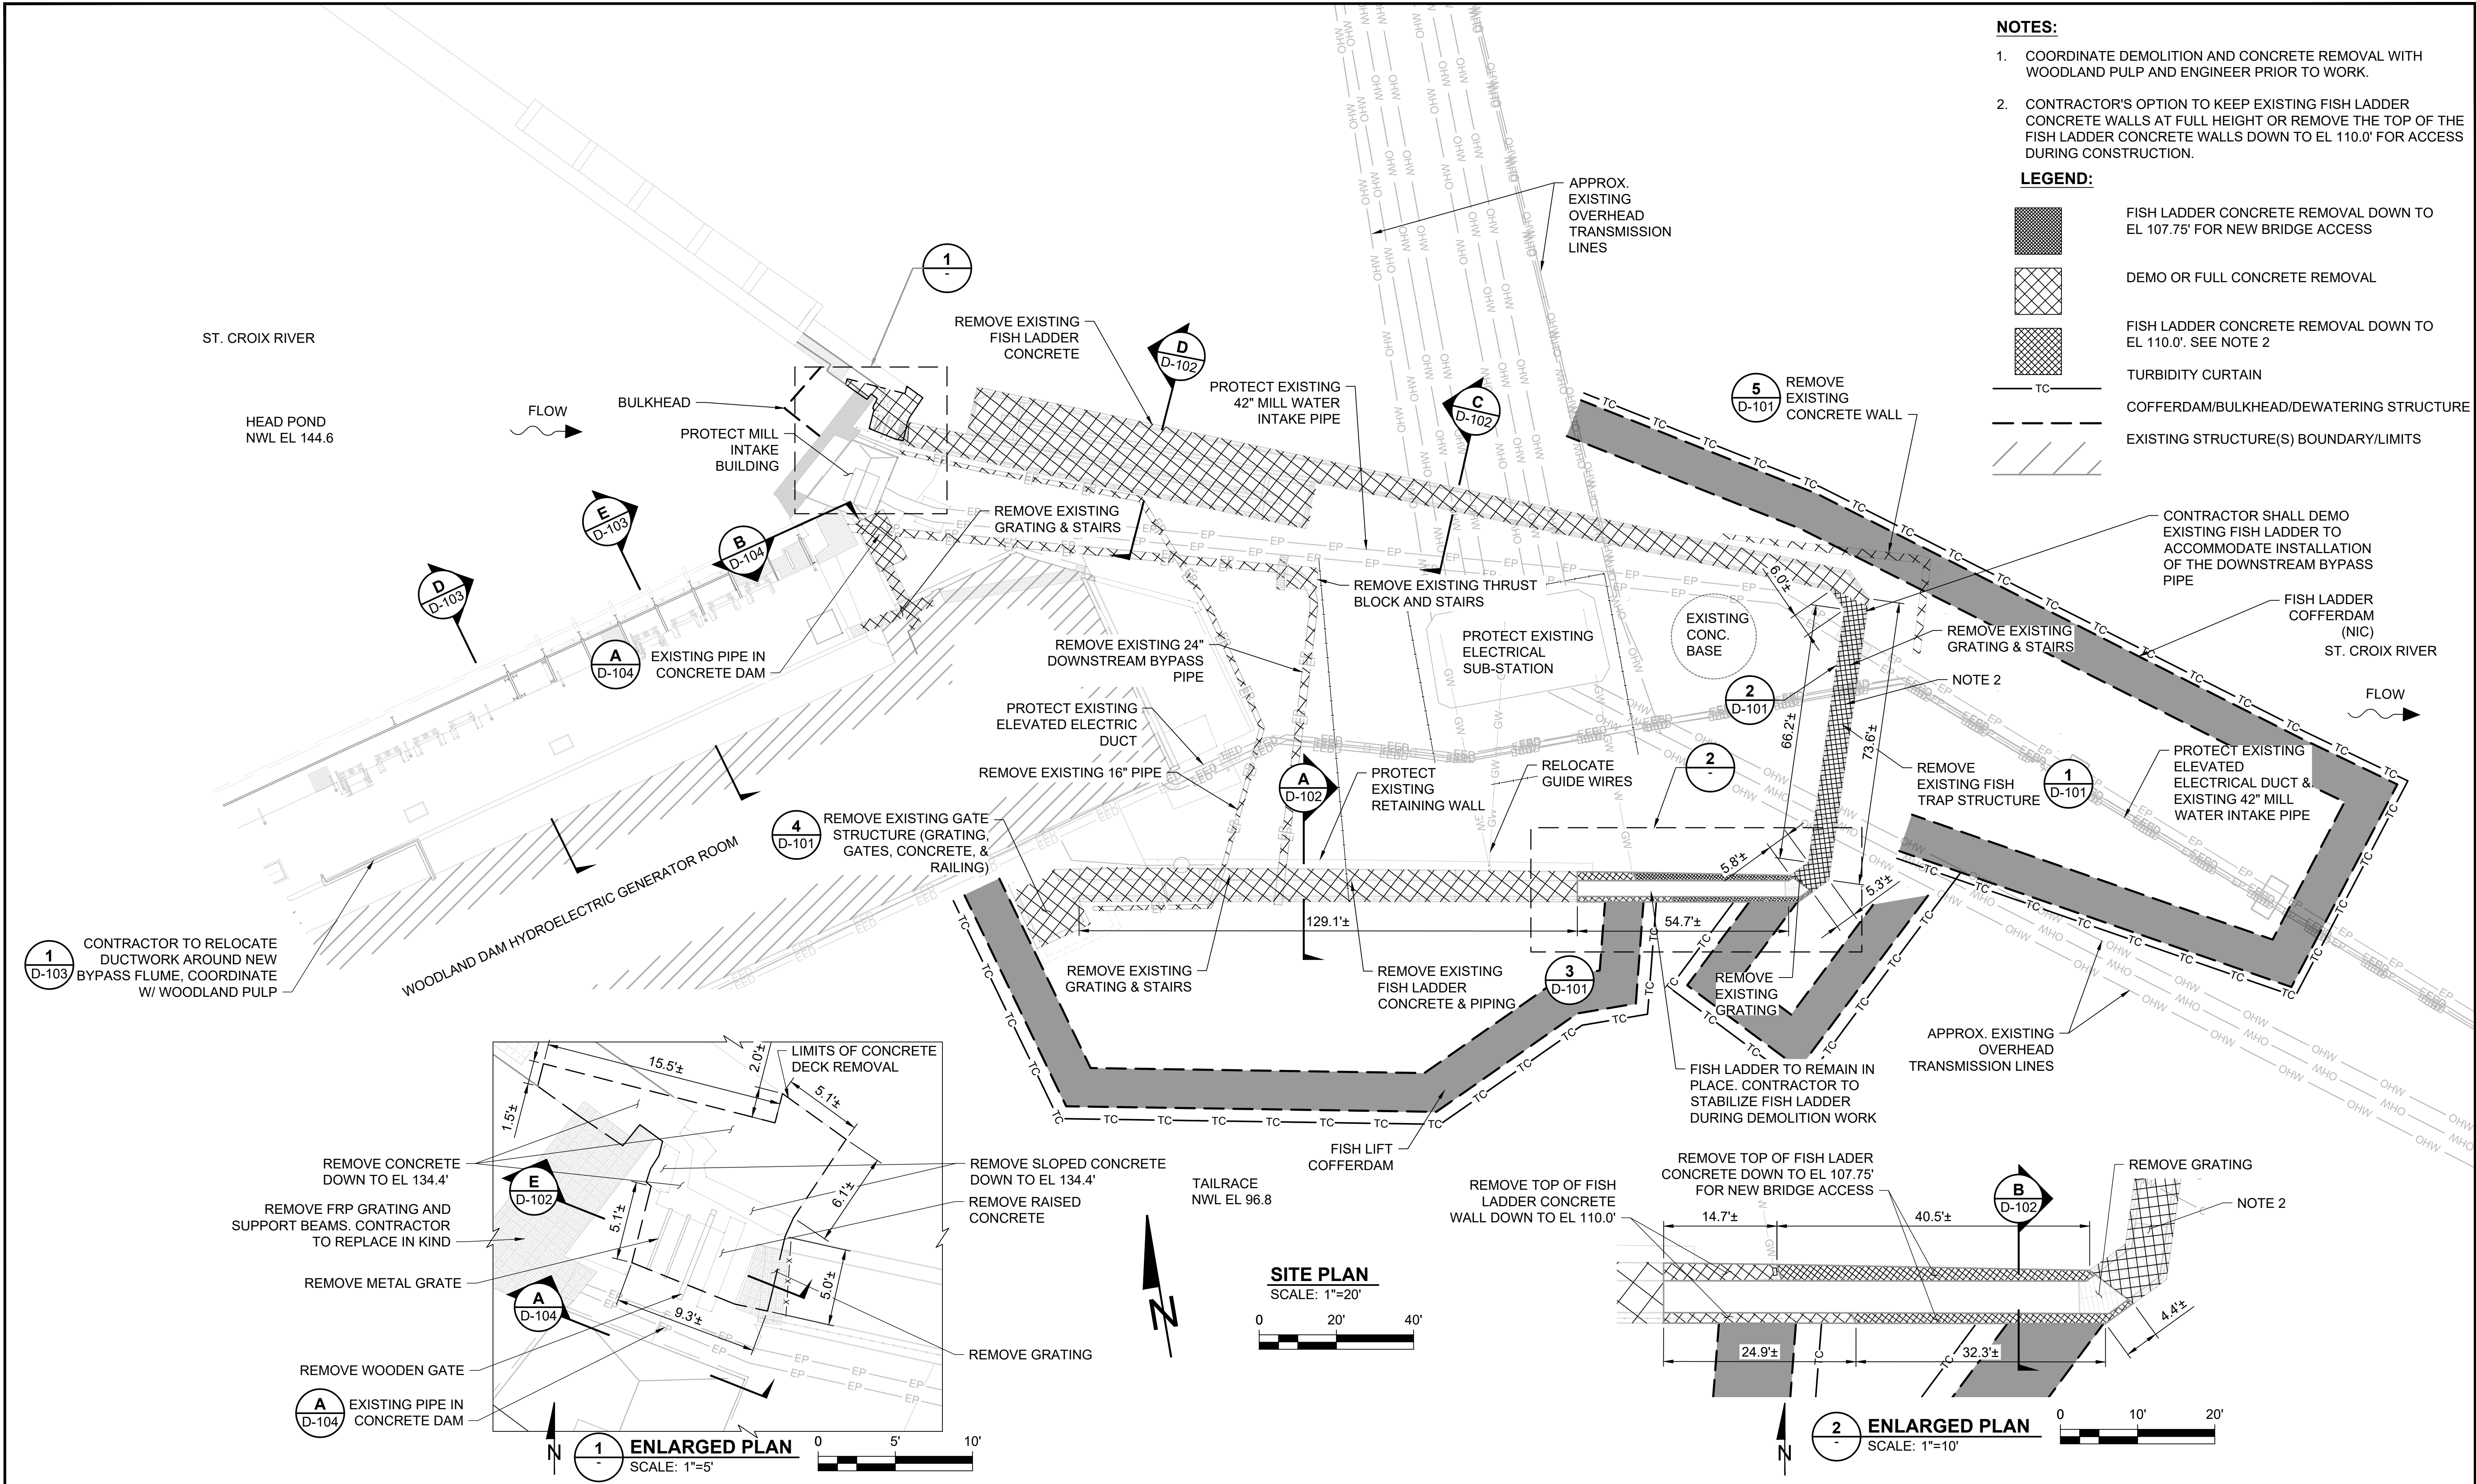 NOTES:
1. COORDINATE DEMOLITION AND CONCRETE REMOVAL WITH
WOODLAND PULP AND ENGINEER PRIOR TO WORK.
2. CONTRACTOR'S OPTION TO KEEP EXISTING FISH LADDER
CONCRETE WALLS AT FULL HEIGHT OR REMOVE THE TOP OF THE
FISH LADDER CONCRETE WALLS DOWN TO EL 110.0' FOR ACCESS
DURING CONSTRUCTION.
LEGEND:
FISH LADDER CONCRETE REMOVAL DOWN TO
EL 107.75' FOR NEW BRIDGE ACCESS
DEMO OR FULL CONCRETE REMOVAL
FISH LADDER CONCRETE REMOVAL DOWN TO
EL 110.0'. SEE NOTE 2
TURBIDITY CURTAIN
TC
COFFERDAM/BULKHEAD/DEWATERING STRUCTURE
EXISTING STRUCTURE(S) BOUNDARY/LIMITS
APPROX.
EXISTING
OVERHEAD
TRANSMISSION
LINES
1
-
ST. CROIX RIVER
HEAD POND
NWL EL 144.6
FLOW
BULKHEAD
PROTECT MILL
INTAKE
BUILDING
REMOVE EXISTING
FISH LADDER
CONCRETE
D
D-102
PROTECT EXISTING
42" MILL WATER
INTAKE PIPE
C
D-102
5
D-101
REMOVE
EXISTING
CONCRETE WALL
CONTRACTOR SHALL DEMO
EXISTING FISH LADDER TO
ACCOMMODATE INSTALLATION
OF THE DOWNSTREAM BYPASS
PIPE
FISH LADDER
COFFERDAM
(NIC)
ST. CROIX RIVER
FLOW
E
D-103
B
D-104
D
D-103
REMOVE EXISTING
GRATING & STAIRS
A
D-104
EXISTING PIPE IN
CONCRETE DAM
REMOVE EXISTING THRUST
BLOCK AND STAIRS
REMOVE EXISTING 24"
DOWNSTREAM BYPASS
PIPE
PROTECT EXISTING
ELECTRICAL
SUB-STATION
EXISTING
CONC.
BASE
6.0'±
REMOVE EXISTING
GRATING & STAIRS
NOTE 2
2
D-101
66.2'±
73.6'±
PROTECT EXISTING
ELEVATED ELECTRIC
DUCT
REMOVE EXISTING 16" PIPE
A
D-102
PROTECT
EXISTING
RETAINING WALL
RELOCATE
GUIDE WIRES
2
-
REMOVE
EXISTING FISH
TRAP STRUCTURE
1
D-101
PROTECT EXISTING
ELEVATED
ELECTRICAL DUCT &
EXISTING 42" MILL
WATER INTAKE PIPE
4
D-101
REMOVE EXISTING GATE
STRUCTURE (GRATING,
GATES, CONCRETE, &
RAILING)
5.8'±
5.3'±
129.1'±
54.7'±
WOODLAND DAM HYDROELECTRIC GENERATOR ROOM
1
D-103
CONTRACTOR TO RELOCATE
DUCTWORK AROUND NEW
BYPASS FLUME, COORDINATE
W/ WOODLAND PULP
REMOVE EXISTING
GRATING & STAIRS
REMOVE EXISTING
FISH LADDER
CONCRETE & PIPING
3
D-101
REMOVE
EXISTING
GRATING
APPROX. EXISTING
OVERHEAD
TRANSMISSION LINES
FISH LADDER TO REMAIN IN
PLACE. CONTRACTOR TO
STABILIZE FISH LADDER
DURING DEMOLITION WORK
FISH LIFT
COFFERDAM
TAILRACE
NWL EL 96.8
N
SITE PLAN
SCALE: 1"=20'
0 20' 40'
15.5'±
2.0'±
LIMITS OF CONCRETE
DECK REMOVAL
5.1'±
1.5'±
REMOVE CONCRETE
DOWN TO EL 134.4'
E
D-102
REMOVE FRP GRATING AND
SUPPORT BEAMS. CONTRACTOR
TO REPLACE IN KIND
5.1'±
REMOVE SLOPED CONCRETE
DOWN TO EL 134.4'
REMOVE RAISED
CONCRETE
6.1'±
REMOVE METAL GRATE
A
D-104
9.3'±
5.0'±
REMOVE WOODEN GATE
REMOVE GRATING
A
D-104
EXISTING PIPE IN
CONCRETE DAM
N
1
-
ENLARGED PLAN
SCALE: 1"=5'
0 5' 10'
REMOVE TOP OF FISH LADER
CONCRETE DOWN TO EL 107.75'
FOR NEW BRIDGE ACCESS
REMOVE TOP OF FISH
LADDER CONCRETE
WALL DOWN TO EL 110.0'
B
D-102
REMOVE GRATING
NOTE 2
14.7'±
40.5'±
4.4'±
24.9'±
32.3'±
N
2
-
ENLARGED PLAN
SCALE: 1"=10'
0 10' 20'